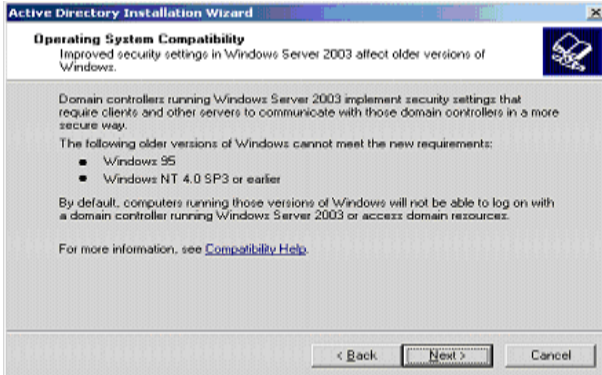 Active Directory Installation Wizard
Operating System Compatibility
Improved security settings in Windows Server 2003 affect older versions of
Windows.
Domain controllers running Windows Server 2003 implement security settings that
require clients and other servers to communicate with those domain controllers in a more
secure way.
The following older versions of Windows cannot meet the new requirements:
● Windows 95
● Windows NT 4.0 SP3 or earlier
By default, computers running those versions of Windows will not be able to log on with
a domain controller running Windows Server 2003 or access domain resources.
For more information, see Compatibility Help.
< Back Next > Cancel